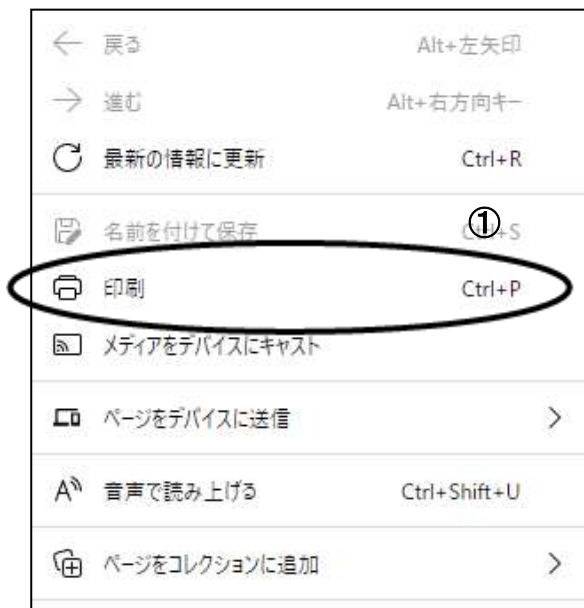 戻る Alt+左矢印
進む Alt+右方向キー
最新の情報に更新 Ctrl+R
①
名前を付けて保存 Ctrl+S
印刷 Ctrl+P
メディアをデバイスにキャスト
ページをデバイスに送信
音声で読み上げる Ctrl+Shift+U
ページをコレクションに追加